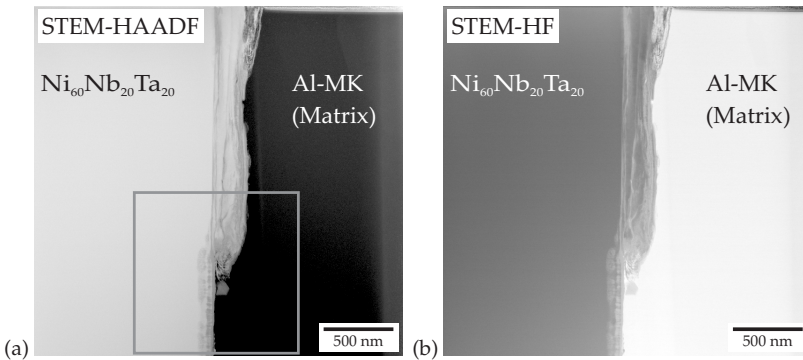 STEM-HAADF
Ni₆₀Nb₂₀Ta₂₀
Al-MK
(Matrix)
500 nm
(a)
STEM-HF
Ni₆₀Nb₂₀Ta₂₀
Al-MK
(Matrix)
500 nm
(b)